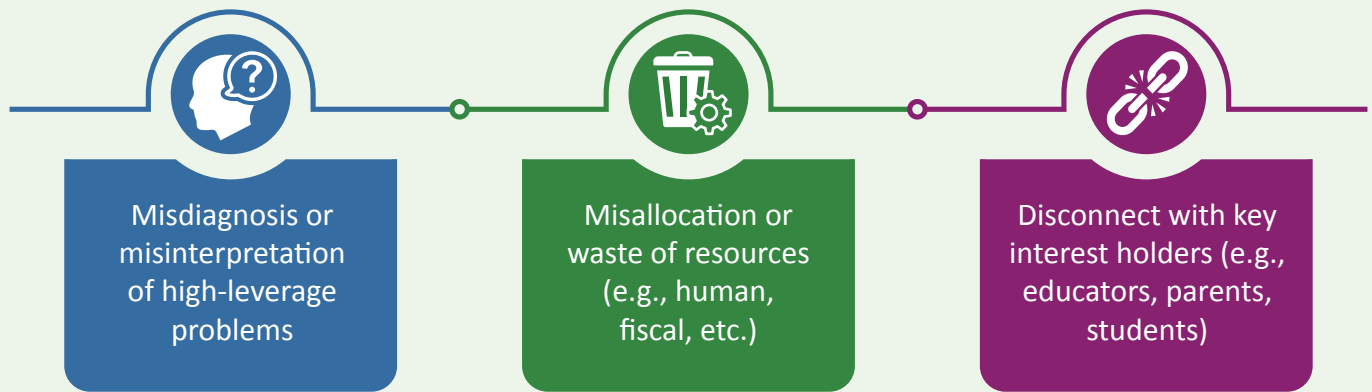 ?
Misdiagnosis or
misinterpretation
of high-leverage
problems
Misallocation or
waste of resources
(e.g., human,
fiscal, etc.)
Disconnect with key
interest holders (e.g.,
educators, parents,
students)